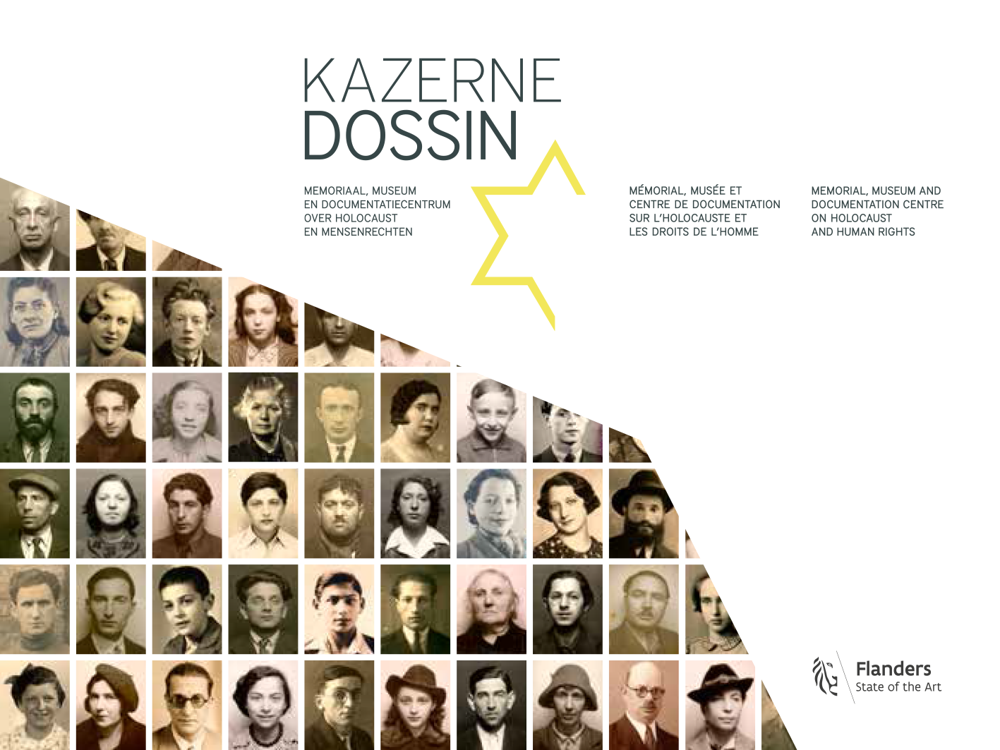 KAZERNE
DOSSIN
MEMORIAAL, MUSEUM
EN DOCUMENTATIECENTRUM
OVER HOLOCAUST
EN MENSENRECHTEN
MÉMORIAL, MUSÉE ET
CENTRE DE DOCUMENTATION
SUR L'HOLOCAUSTE ET
LES DROITS DE L'HOMME
MEMORIAL, MUSEUM AND
DOCUMENTATION CENTRE
ON HOLOCAUST
AND HUMAN RIGHTS
Flanders
State of the Art